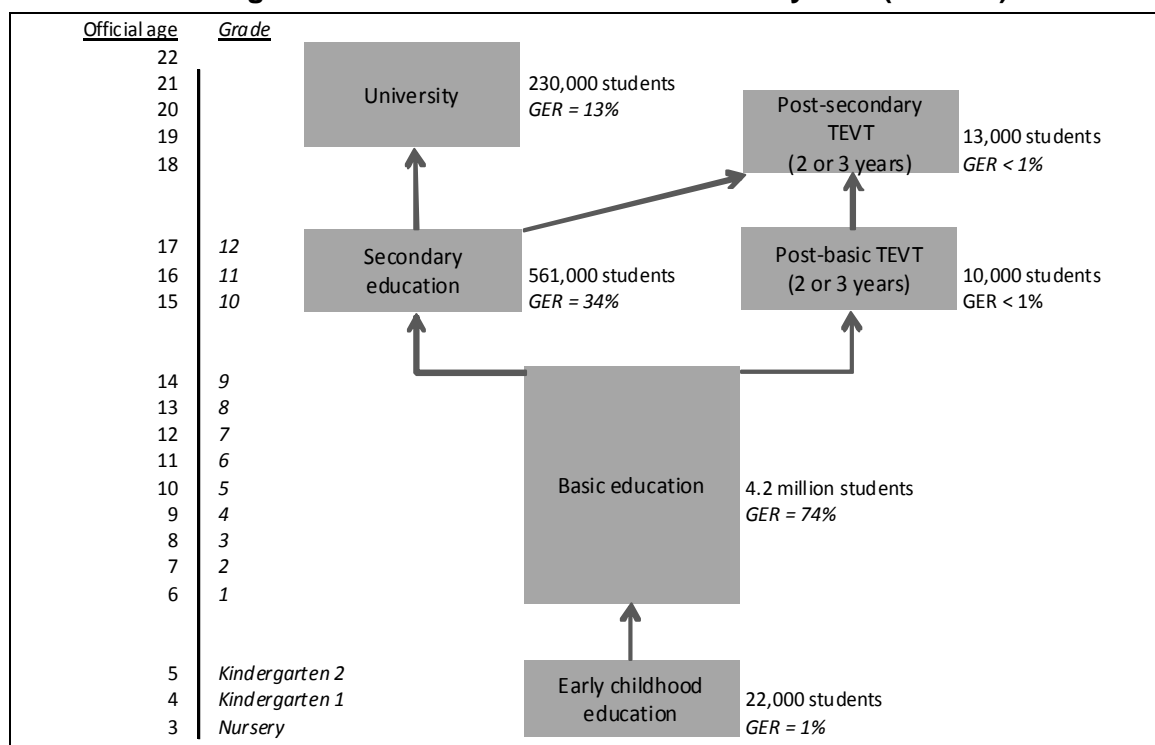 Official age Grade
22
21
20
19
18
University
230,000 students
GER = 13%
Post-secondary
TEVT
(2 or 3 years)
13,000 students
GER < 1%
17 12
16 11
15 10
Secondary
education
561,000 students
GER = 34%
Post-basic TEVT
(2 or 3 years)
10,000 students
GER < 1%
14 9
13 8
12 7
11 6
10 5
9 4
8 3
7 2
6 1
Basic education
4.2 million students
GER = 74%
5 Kindergarten 2
4 Kindergarten 1
3 Nursery
Early childhood
education
22,000 students
GER = 1%